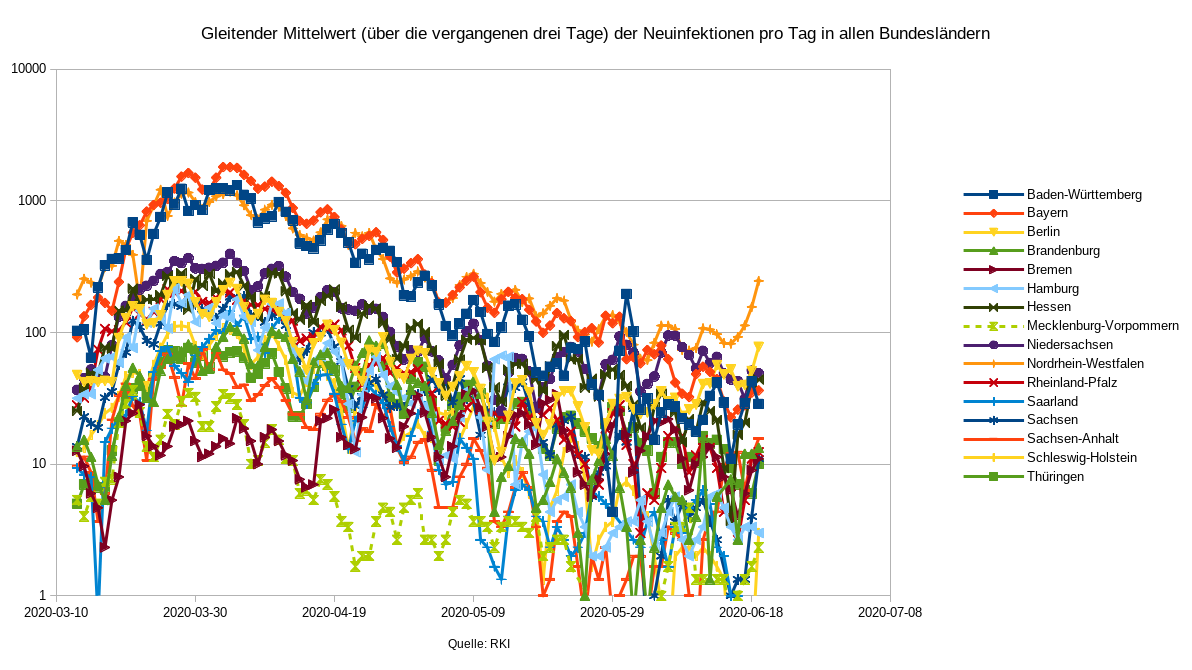 Gleitender Mittelwert (über die vergangenen drei Tage) der Neuinfektionen pro Tag in allen Bundesländern
10000
1000
100
10
1
2020-03-10
2020-03-30
2020-04-19
2020-05-09
2020-05-29
2020-06-18
2020-07-08
Quelle: RKI
Baden-Württemberg
Bayern
Berlin
Brandenburg
Bremen
Hamburg
Hessen
Mecklenburg-Vorpommern
Niedersachsen
Nordrhein-Westfalen
Rheinland-Pfalz
Saarland
Sachsen
Sachsen-Anhalt
Schleswig-Holstein
Thüringen